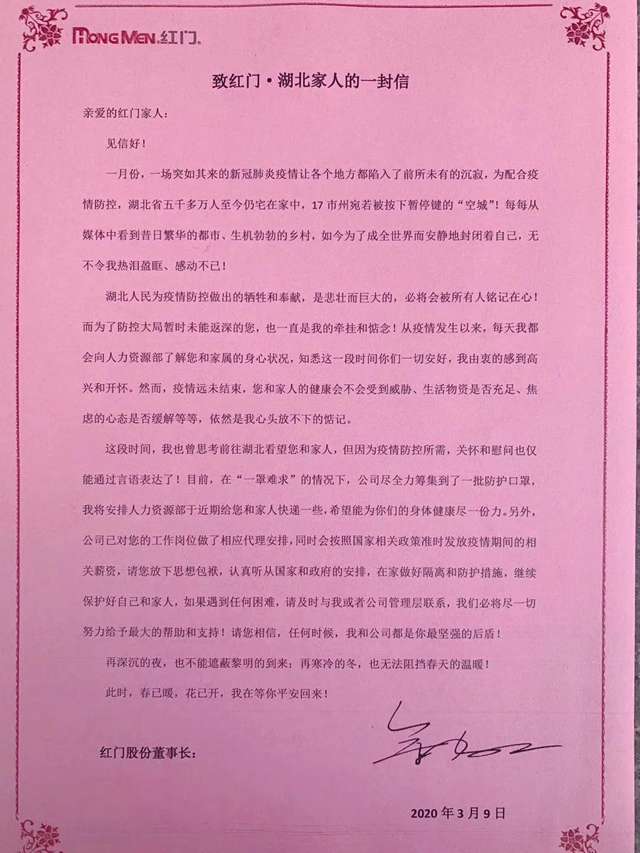 HONGMEN®红门®
致红门·湖北家人的一封信
亲爱的红门家人：
见信好！
一月份，一场突如其来的新冠肺炎疫情让各个地方都陷入了前所未有的沉寂，为配合疫
情防控，湖北省五千多万人至今仍宅在家中，17 市州宛若被按下暂停键的“空城”！每每从
媒体中看到昔日繁华的都市、生机勃勃的乡村，如今为了成全世界而安静地封闭着自己，无
不令我热泪盈眶、感动不已！
湖北人民为疫情防控做出的牺牲和奉献，是悲壮而巨大的，必将会被所有人铭记在心！
而为了防控大局暂时未能返深的您，也一直是我的牵挂和惦念！从疫情发生以来，每天我都
会向人力资源部了解您和家属的身心状况，知悉这一段时间你们一切安好，我由衷的感到高
兴和开怀。然而，疫情远未结束，您和家人的健康会不会受到威胁、生活物资是否充足、焦
虑的心态是否缓解等等，依然是我心头放不下的惦记。
这段时间，我也曾思考前往湖北看望您和家人，但因为疫情防控所需，关怀和慰问也仅
能通过言语表达了！目前，在“一罩难求”的情况下，公司尽全力筹集到了一批防护口罩，
我将安排人力资源部于近期给您和家人快递一些，希望能为你们的身体健康尽一份力。另外，
公司已对您的工作岗位做了相应代理安排，同时会按照国家相关政策准时发放疫情期间的相
关薪资，请您放下思想包袱，认真听从国家和政府的安排，在家做好隔离和防护措施，继续
保护好自己和家人，如果遇到任何困难，请及时与我或者公司管理层联系，我们必将尽一切
努力给予最大的帮助和支持！请您相信，任何时候，我和公司都是你最坚强的后盾！
再深沉的夜，也不能遮蔽黎明的到来；再寒冷的冬，也无法阻挡春天的温暖！
此时，春已暖，花已开，我在等你平安回来！
红门股份董事长：
2020 年 3 月 9 日